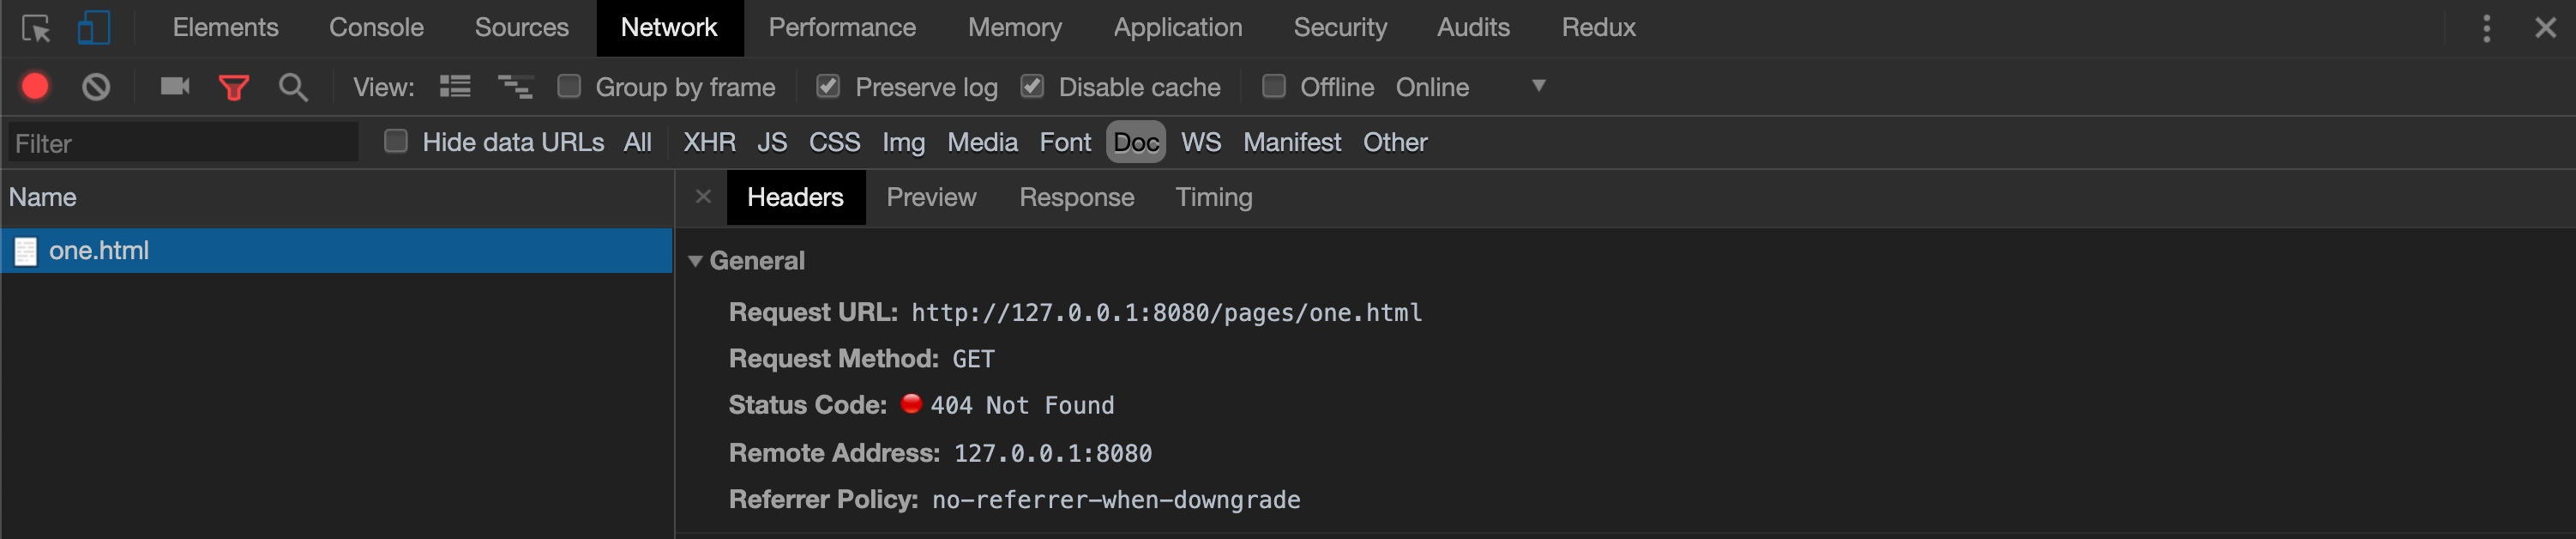 Elements Console Sources Network Performance Memory Application Security Audits Redux
View: Group by frame Preserve log Disable cache Offline Online
Filter Hide data URLs All XHR JS CSS Img Media Font Doc WS Manifest Other
Name
Headers Preview Response Timing
one.html
General
Request URL: http://127.0.0.1:8080/pages/one.html
Request Method: GET
Status Code: 404 Not Found
Remote Address: 127.0.0.1:8080
Referrer Policy: no-referrer-when-downgrade